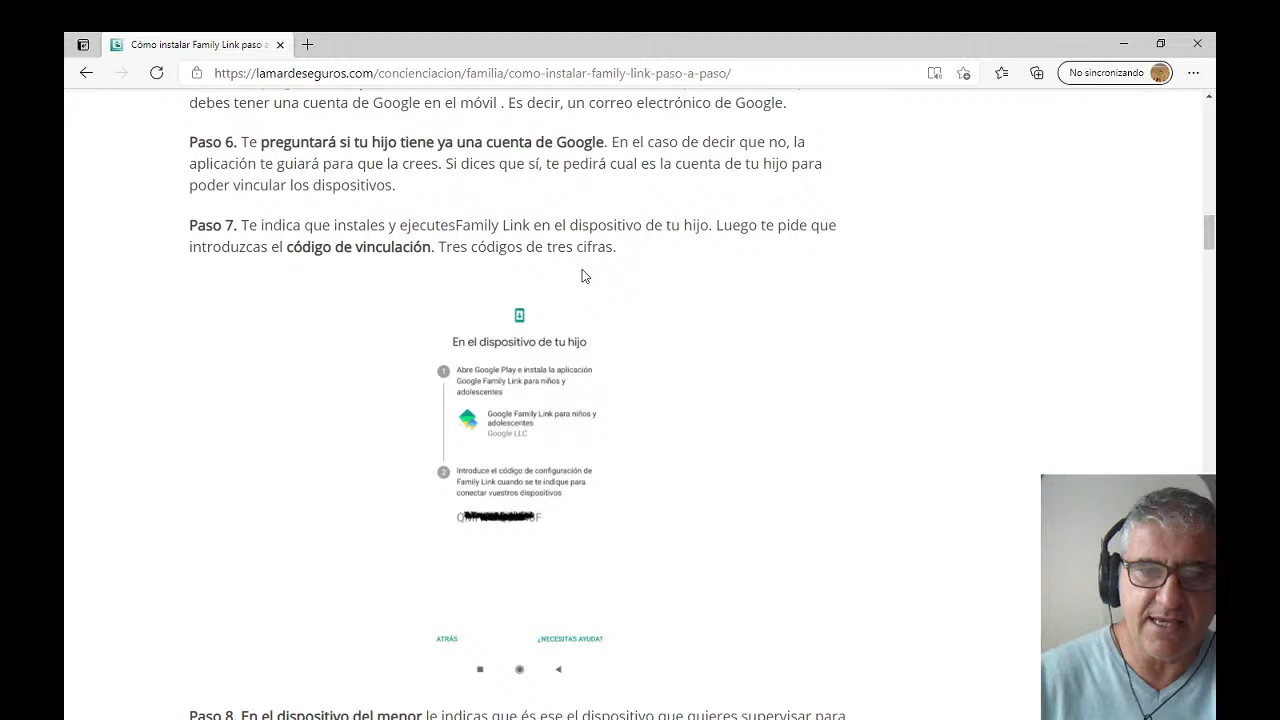 Cómo instalar Family Link paso a
https://lamardeseguros.com/concienciacion/familia/como-instalar-family-link-paso-a-paso/
No sincronizando
debes tener una cuenta de Google en el móvil . Es decir, un correo electrónico de Google.
Paso 6. Te preguntará si tu hijo tiene ya una cuenta de Google. En el caso de decir que no, la
aplicación te guiará para que la crees. Si dices que sí, te pedirá cual es la cuenta de tu hijo para
poder vincular los dispositivos.
Paso 7. Te indica que instales y ejecutesFamily Link en el dispositivo de tu hijo. Luego te pide que
introduzcas el código de vinculación. Tres códigos de tres cifras.
En el dispositivo de tu hijo
1 Abre Google Play e instala la aplicación
Google Family Link para niños y
adolescentes
Google Family Link para niños y
adolescentes
Google LLC
2 Introduce el código de configuración de
Family Link cuando se te indique para
conectar vuestros dispositivos
ATRÁS ¿NECESITAS AYUDA?
Paso 8. En el dispositivo del menor le indicas que és ese el dispositivo que quieres supervisar para